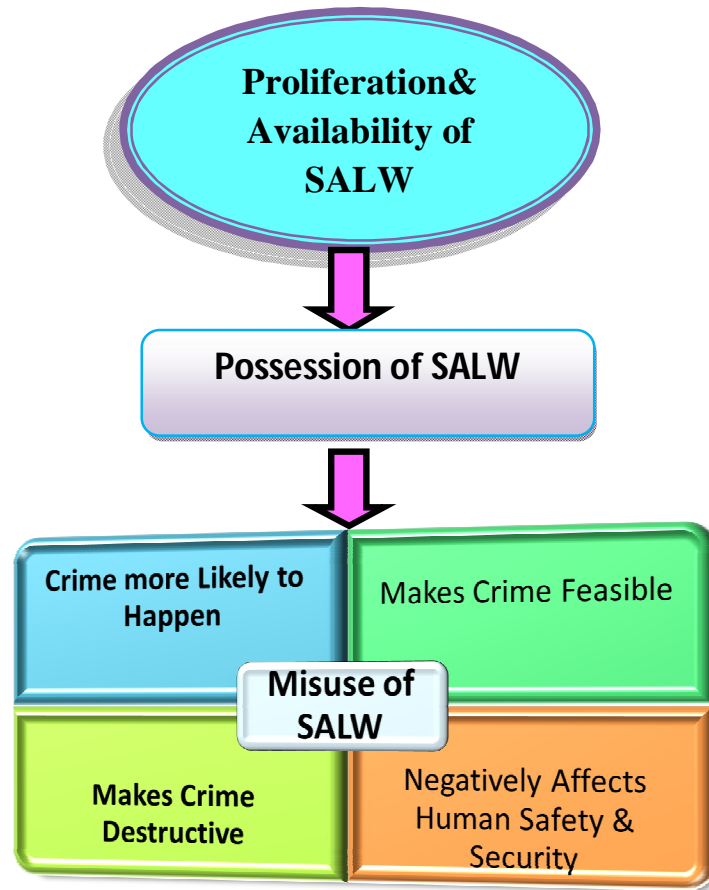 Proliferation&
Availability of
SALW
Possession of SALW
Crime more Likely to
Happen
Makes Crime Feasible
Misuse of
SALW
Makes Crime
Destructive
Negatively Affects
Human Safety &
Security